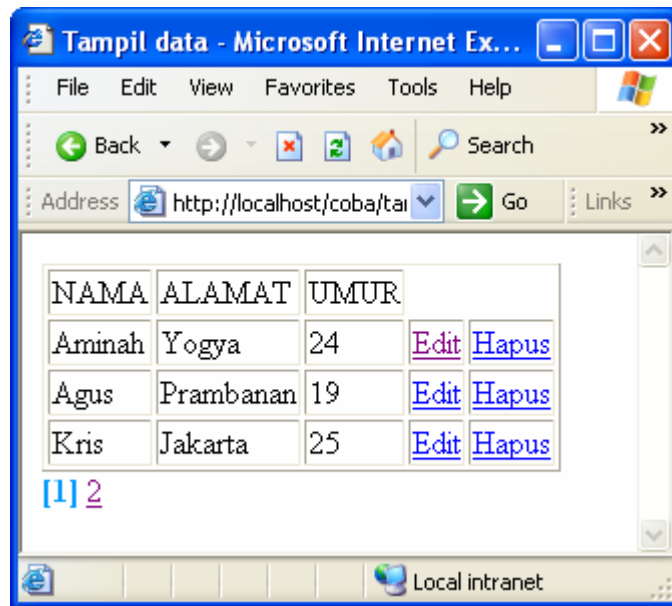 Tampil data - Microsoft Internet Ex...
File Edit View Favorites Tools Help
Back Search »
Address http://localhost/coba/tai Go Links »
NAMA ALAMAT UMUR
Aminah Yogya 24 Edit Hapus
Agus Prambanan 19 Edit Hapus
Kris Jakarta 25 Edit Hapus
[1] 2
Local intranet